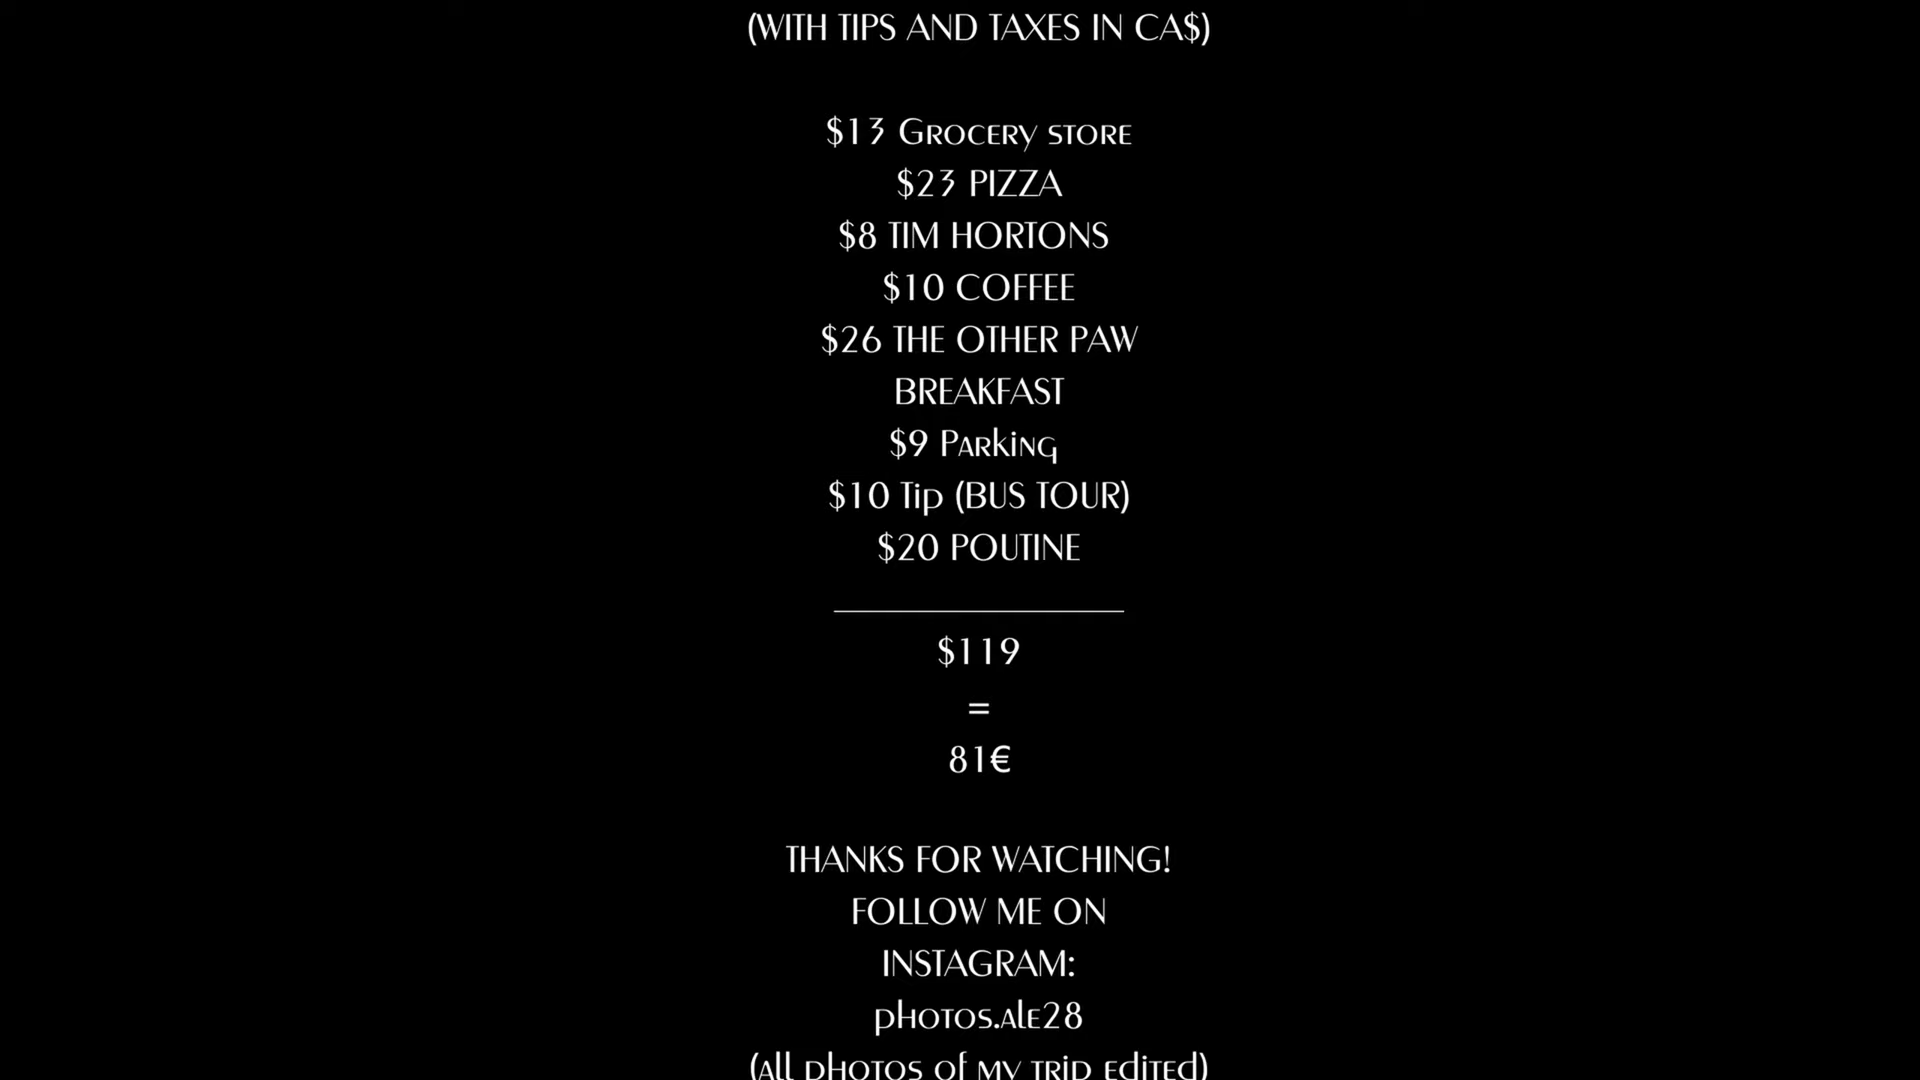 (WITH TIPS AND TAXES IN CA$)
$13 Grocery store
$23 PIZZA
$8 TIM HORTONS
$10 COFFEE
$26 THE OTHER PAW
BREAKFAST
$9 Parking
$10 Tip (BUS TOUR)
$20 POUTINE
$119
=
81€
THANKS FOR WATCHING!
FOLLOW ME ON
INSTAGRAM:
photos.ale28
(All photos of my trip edited)